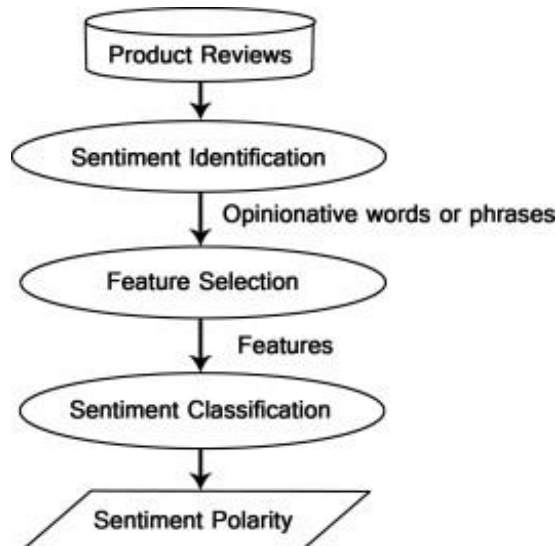 Product Reviews
Sentiment Identification
Opinionative words or phrases
Feature Selection
Features
Sentiment Classification
Sentiment Polarity